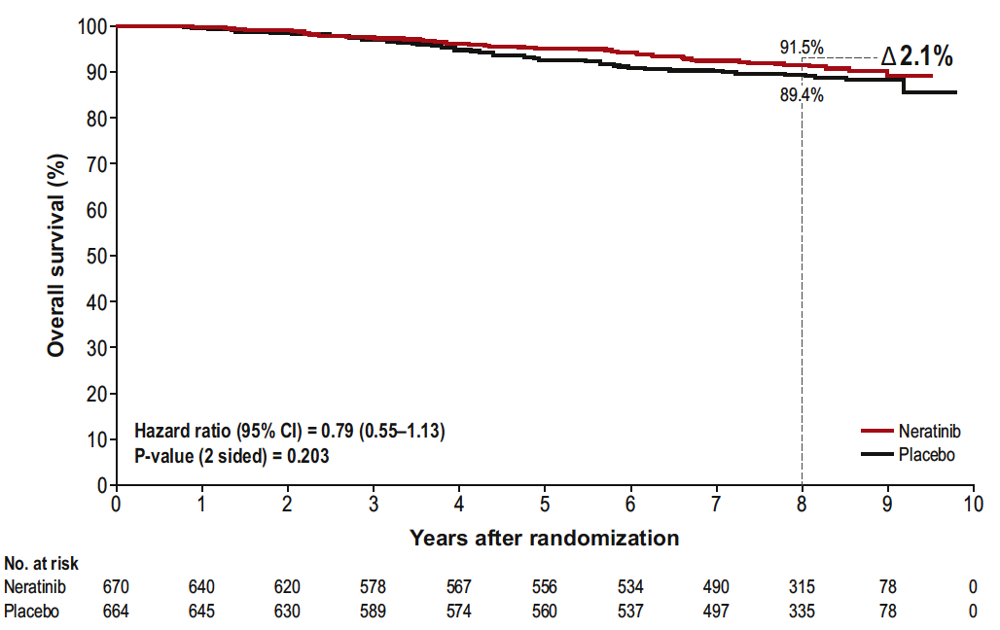 100
90
80
70
60
50
40
30
20
10
0
Overall survival (%)
91.5%
89.4%
Δ 2.1%
Hazard ratio (95% CI) = 0.79 (0.55–1.13)
P-value (2 sided) = 0.203
Neratinib
Placebo
0 1 2 3 4 5 6 7 8 9 10
Years after randomization
No. at risk
Neratinib 670 640 620 578 567 556 534 490 315 78 0
Placebo 664 645 630 589 574 560 537 497 335 78 0